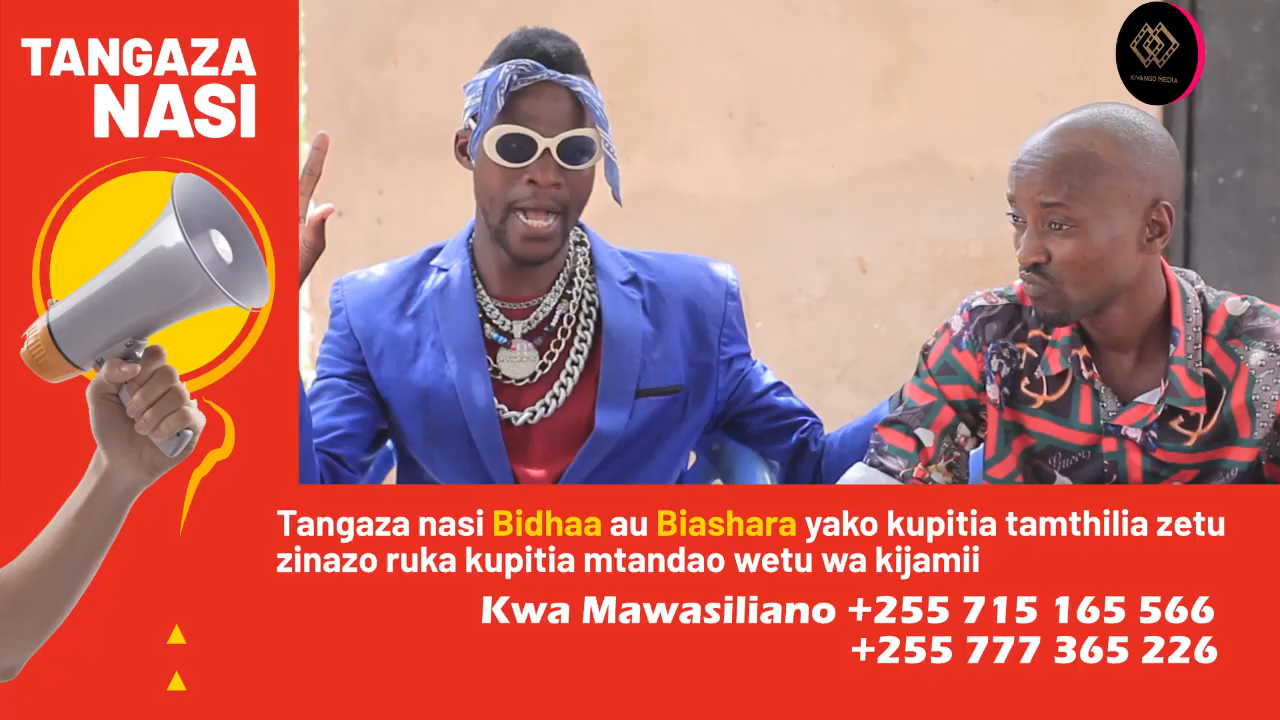 TANGAZA
NASI
KIWANGO MEDIA
Tangaza nasi Bidhaa au Biashara yako kupitia tamthilia zetu
zinazo ruka kupitia mtandao wetu wa kijamii
Kwa Mawasiliano +255 715 165 566
+255 777 365 226